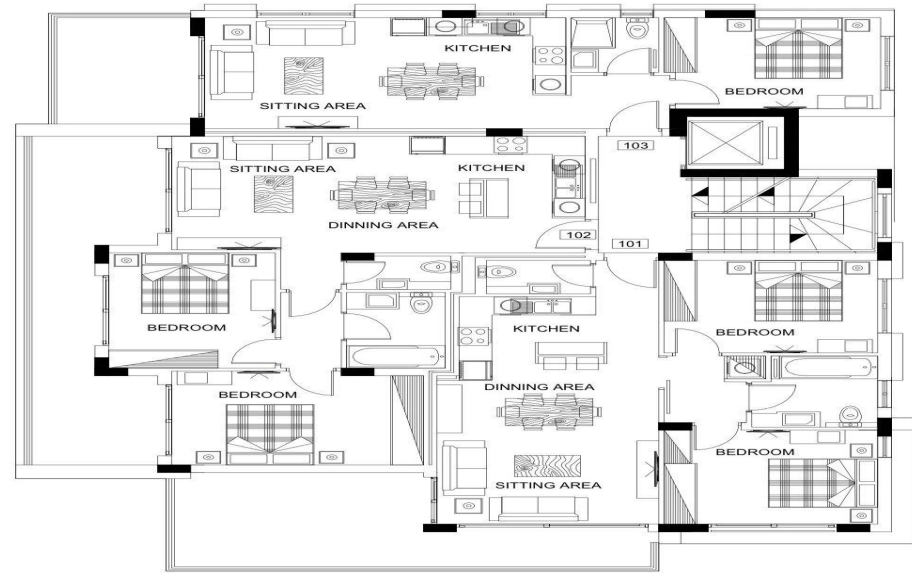 KITCHEN
BEDROOM
SITTING AREA
103
SITTING AREA
KITCHEN
DINNING AREA
102
101
BEDROOM
KITCHEN
BEDROOM
DINNING AREA
BEDROOM
BEDROOM
SITTING AREA